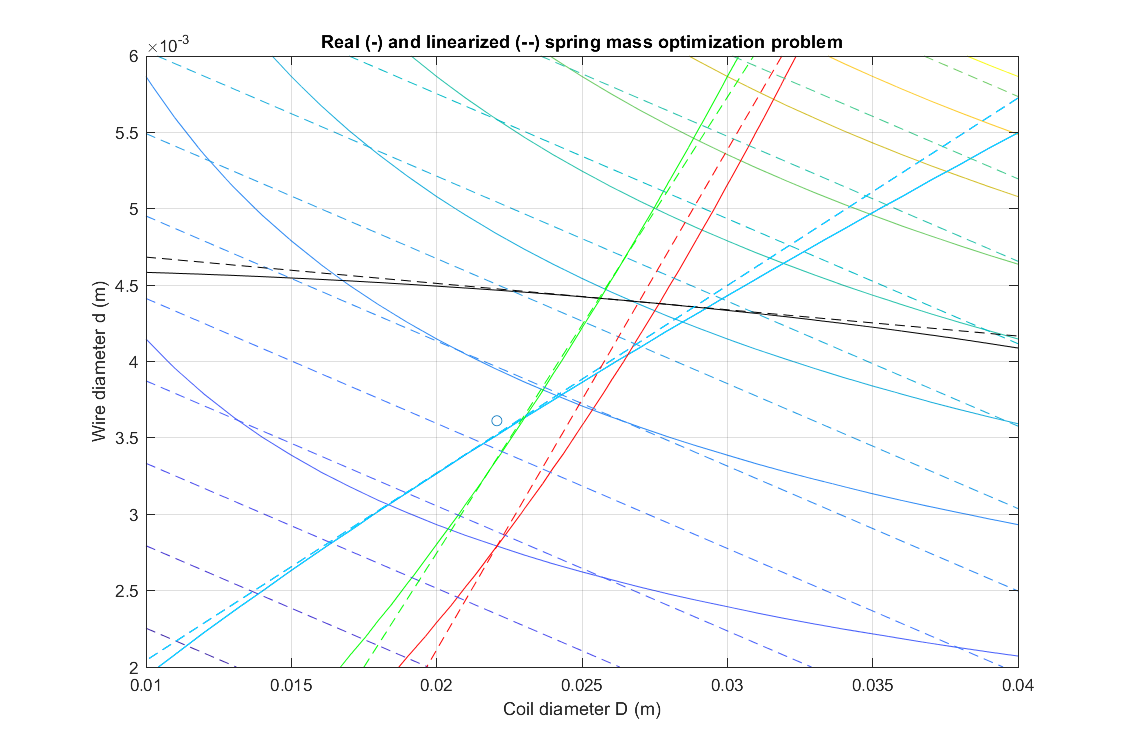 Real (-) and linearized (--) spring mass optimization problem
×10-3
6
5.5
5
4.5
4
3.5
3
2.5
2
Wire diameter d (m)
0.01 0.015 0.02 0.025 0.03 0.035 0.04
Coil diameter D (m)